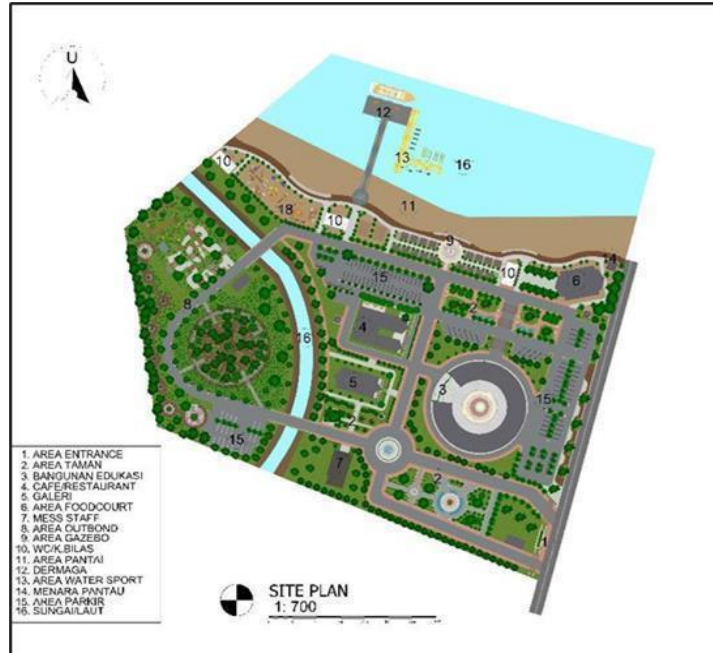 U
12
13
16
10
18
10
11
9
10
14
6
15
2
4
8
16
3
5
15
2
15
7
2
1
1. AREA ENTRANCE
2. AREA TAMAN
3. BANGUNAN EDUKASI
4. CAFE/RESTAURANT
5. GALERI
6. AREA FOODCOURT
7. MESS STAFF
8. AREA OUTBOND
9. AREA GAZEBO
10. WC/K.BILAS
11. AREA PANTAI
12. DERMAGA
13. AREA WATER SPORT
14. MENARA PANTAU
15. AREA PARKIR
16. SUNGAI/LAUT
SITE PLAN
1: 700